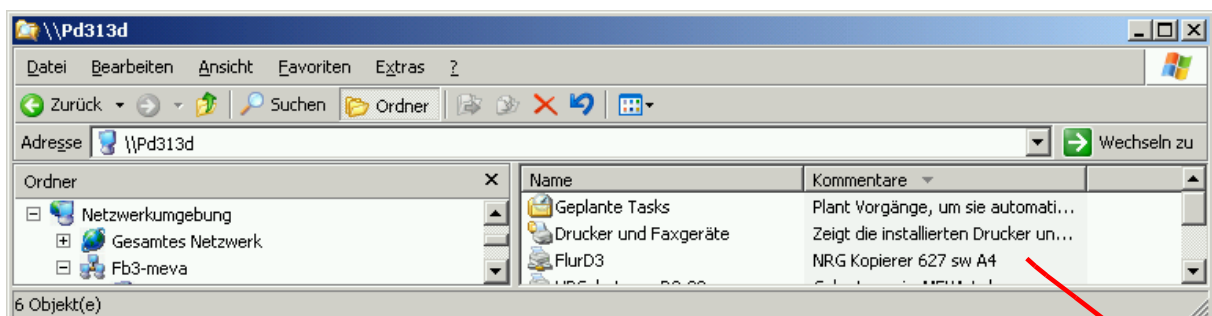 \\Pd313d
Datei Bearbeiten Ansicht Favoriten Extras ?
Zurück Suchen Ordner
Adresse \\Pd313d Wechseln zu
Ordner
Name Kommentare
Netzwerkumgebung
Gesamtes Netzwerk
Fb3-meva
Geplante Tasks Plant Vorgänge, um sie automati...
Drucker und Faxgeräte Zeigt die installierten Drucker un...
FlurD3 NRG Kopierer 627 sw A4
6 Objekt(e)